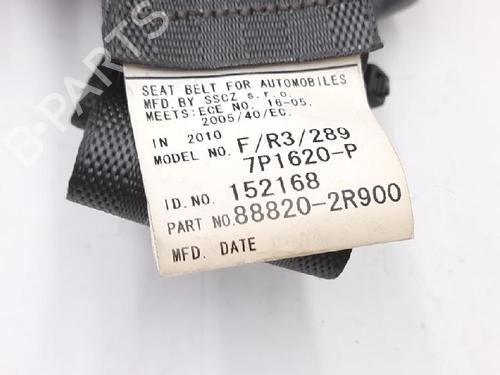 B-PARTS
SEAT BELT FOR AUTOMOBILES
MFD.BY SSCZ s.r.o.
MEETS:ECE NO. 16-05.
2005/40/EC.
IN 2010
MODEL NO. F/R3/289
7P1620-P
ID.NO. 152168
PART NO. 88820-2R900
MFD. DATE